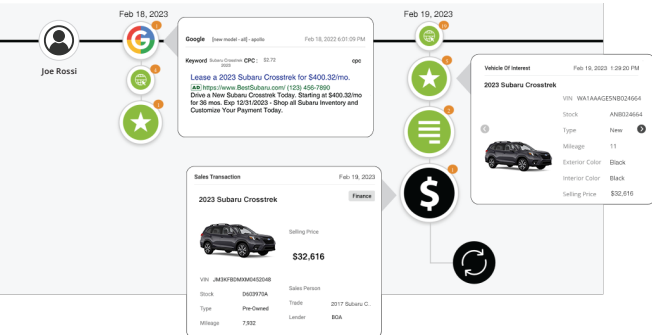 Feb 18, 2023
Feb 19, 2023
Joe Rossi
Google [new model - all] - apollo Feb 18, 2022 6:01:09 PM
Keyword Subaru Crosstrek 2023 CPC : $2.72 cpc
Lease a 2023 Subaru Crosstrek for $400.32/mo.
AD https://www.BestSubaru.com/ (123) 456-7890
Drive a New Subaru Crosstrek Today. Starting at $400.32/mo
for 36 mos. Exp 12/31/2023 - Shop all Subaru Inventory and
Customize Your Payment Today.
Vehicle Of Interest Feb 19, 2023 1:29:20 PM
2023 Subaru Crosstrek
VIN WA1AAAGE5NB024664
Stock ANB024664
Type New
Mileage 11
Exterior Color Black
Interior Color Black
Selling Price $32,616
Sales Transaction Feb 19, 2023
2023 Subaru Crosstrek Finance
Selling Price
$32,616
VIN JM3KFBDMXM0452048
Stock D603970A
Type Pre-Owned
Mileage 7,932
Sales Person
Trade 2017 Subaru C..
Lender BOA
$